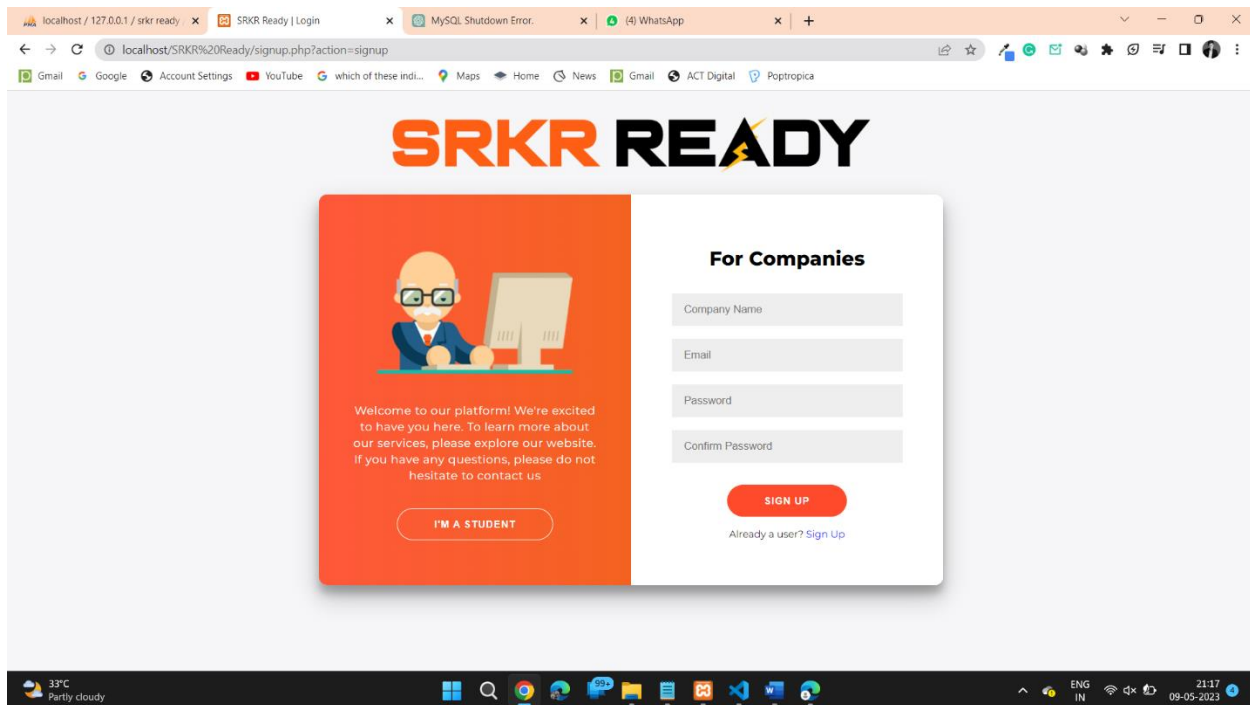 localhost / 127.0.0.1 / srkr ready
SRKR Ready | Login
MySQL Shutdown Error.
(4) WhatsApp
localhost/SRKR%20Ready/signup.php?action=signup
Gmail
Google
Account Settings
YouTube
which of these indi...
Maps
Home
News
Gmail
ACT Digital
Poptropica
SRKR READY
Welcome to our platform! We're excited
to have you here. To learn more about
our services, please explore our website.
If you have any questions, please do not
hesitate to contact us
I'M A STUDENT
For Companies
Company Name
Email
Password
Confirm Password
SIGN UP
Already a user? Sign Up
33°C
Partly cloudy
99+
ENG
IN
21:17
09-05-2023
4